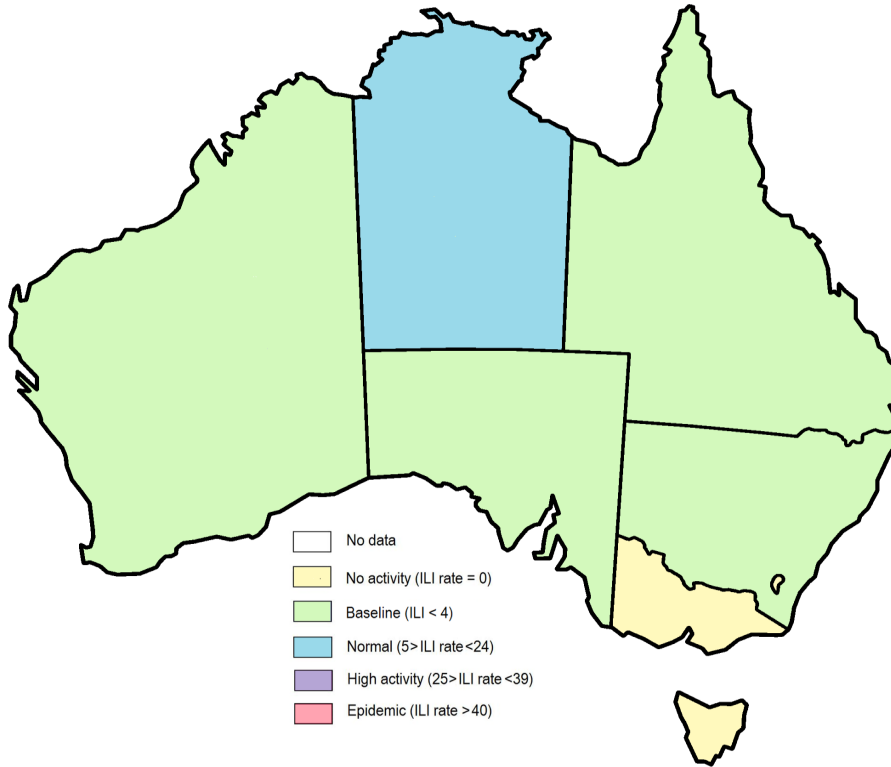 No data
No activity (ILI rate = 0)
Baseline (ILI < 4)
Normal (5> ILI rate <24)
High activity (25> ILI rate <39)
Epidemic (ILI rate >40)